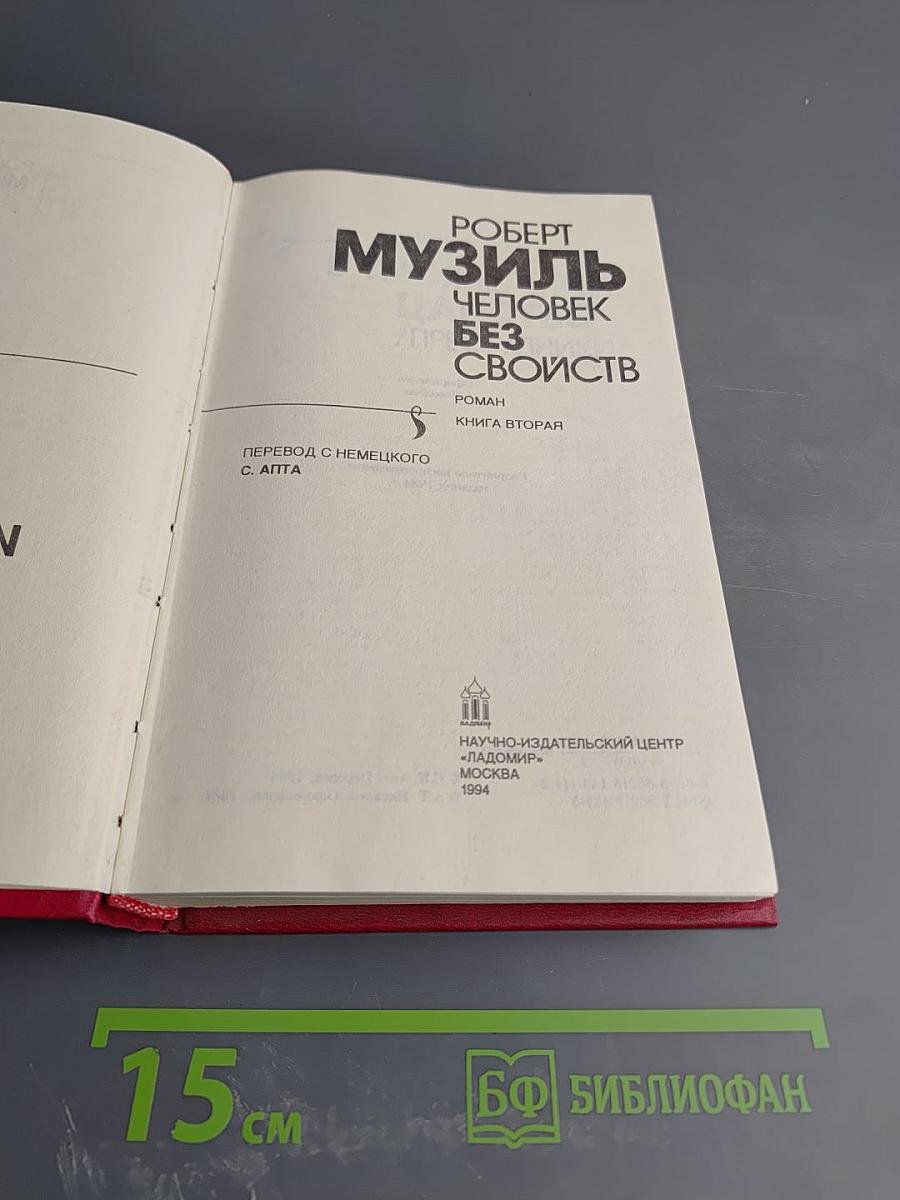 РОБЕРТ
МУЗИЛЬ
ЧЕЛОВЕК
БЕЗ
СВОЙСТВ
РОМАН
КНИГА ВТОРАЯ
ПЕРЕВОД С НЕМЕЦКОГО
С. АПТА
ЛАДОМИР
НАУЧНО-ИЗДАТЕЛЬСКИЙ ЦЕНТР
«ЛАДОМИР»
МОСКВА
1994
N
15 см
БФ БИБЛИОФАН